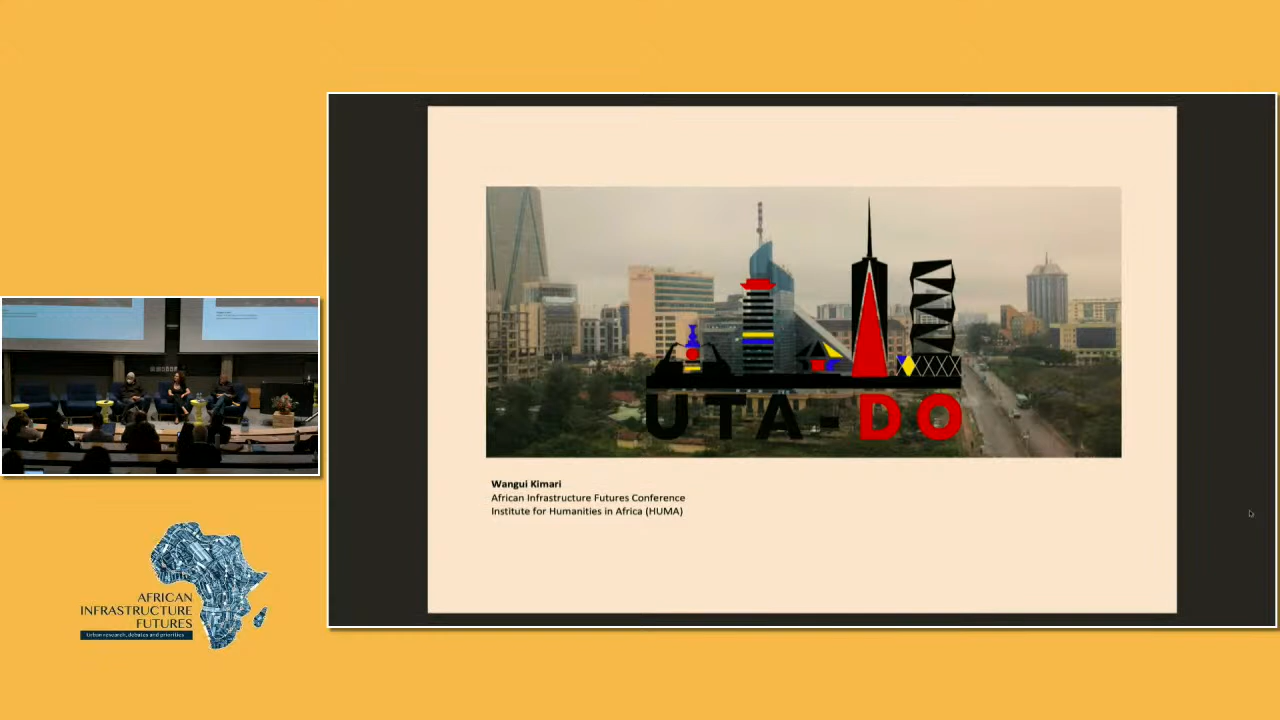 UTA-DO
Wangui Kimari
African Infrastructure Futures Conference
Institute for Humanities in Africa (HUMA)
AFRICAN
INFRASTRUCTURE
FUTURES
Urban research, debates and priorities